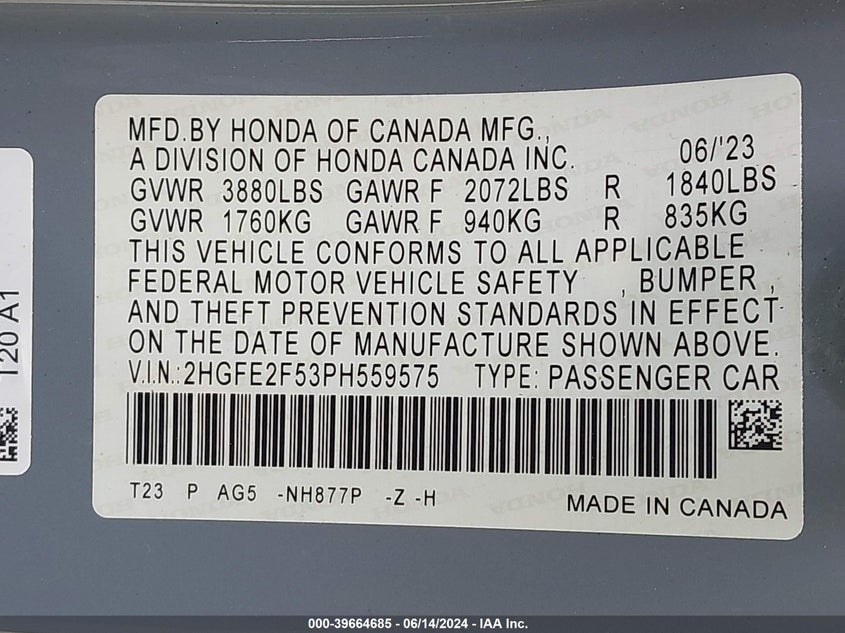 MFD. BY HONDA OF CANADA MFG.,
A DIVISION OF HONDA CANADA INC. 06/'23
GVWR 3880LBS GAWR F 2072LBS R 1840LBS
GVWR 1760KG GAWR F 940KG R 835KG
THIS VEHICLE CONFORMS TO ALL APPLICABLE
FEDERAL MOTOR VEHICLE SAFETY , BUMPER ,
AND THEFT PREVENTION STANDARDS IN EFFECT
ON THE DATE OF MANUFACTURE SHOWN ABOVE.
V.I.N.: 2HGFE2F53PH559575 TYPE: PASSENGER CAR
T23 P AG5 -NH877P -Z -H
MADE IN CANADA
T20 A1
000-39664685 - 06/14/2024 - IAA Inc.